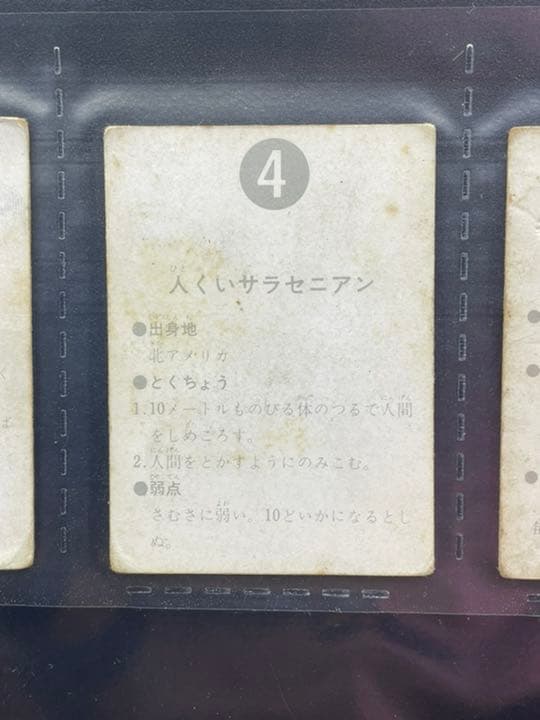 4
人くいサラセニアン
●出身地
北アメリカ
●とくちょう
1.10メートルものびる体のつるで人間
をしめころす。
2.人間をとかすようにのみこむ。
●弱点
さむさに弱い。10どいかになるとし
ぬ。